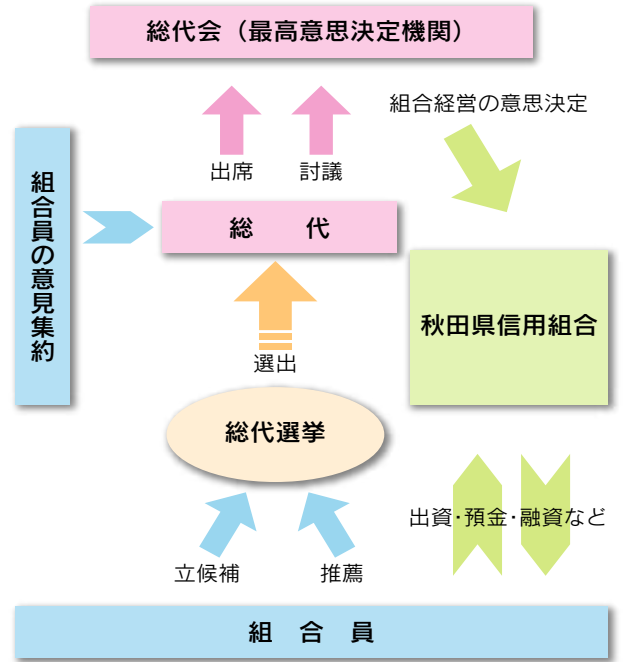 総代会（最高意思決定機関）
組合経営の意思決定
出席
討議
組合員の意見集約
総　代
秋田県信用組合
選出
総代選挙
出資・預金・融資など
立候補
推薦
組　合　員